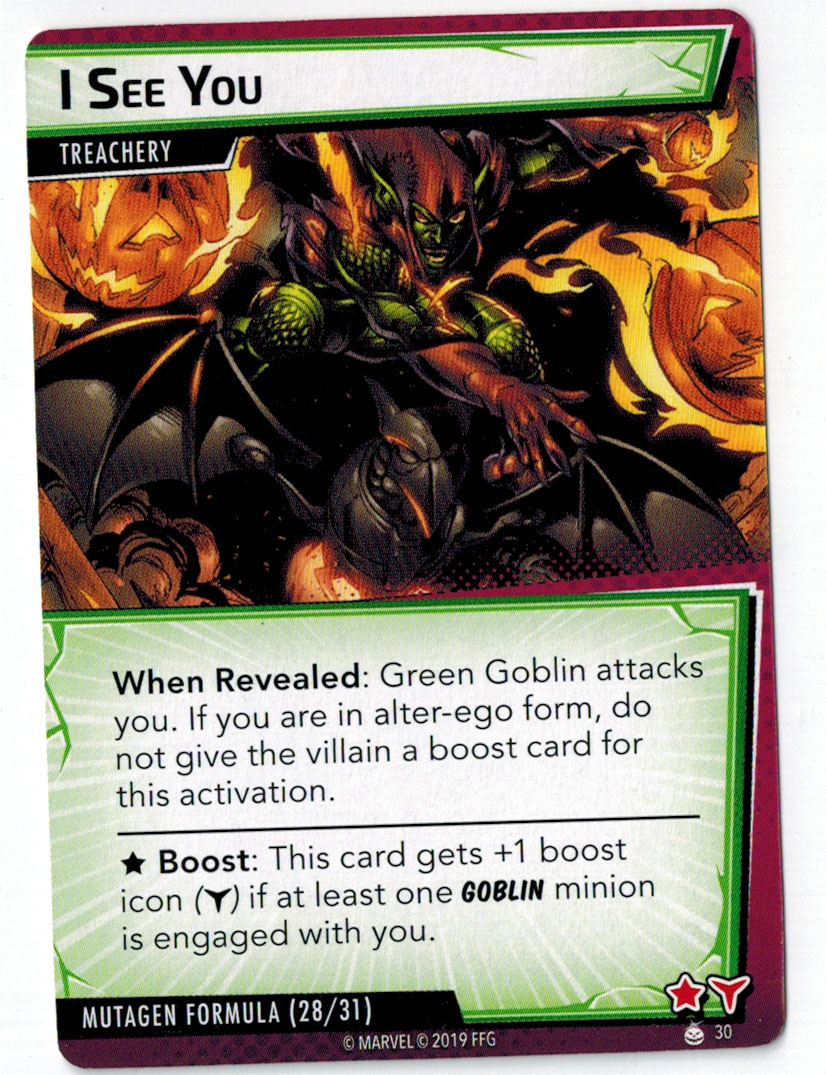 I SEE YOU
TREACHERY
When Revealed: Green Goblin attacks
you. If you are in alter-ego form, do
not give the villain a boost card for
this activation.
★ Boost: This card gets +1 boost
icon () if at least one GOBLIN minion
is engaged with you.
MUTAGEN FORMULA (28/31)
© MARVEL © 2019 FFG
30